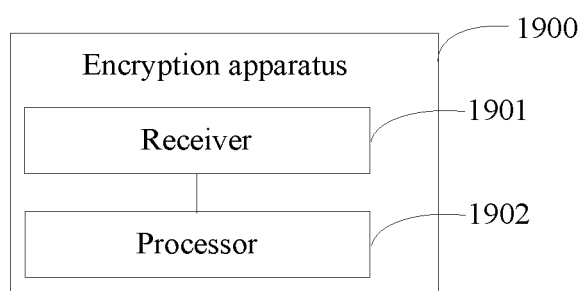 1900
Encryption apparatus
1901
Receiver
1902
Processor